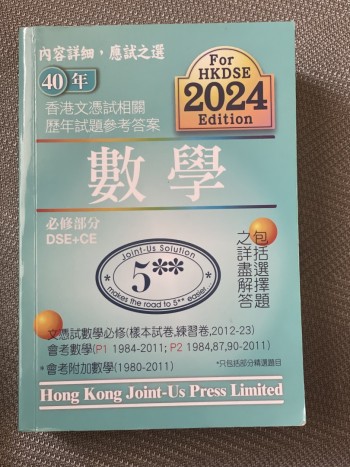 內容詳細，應試之選
40年
香港文憑試相關
歷年試題參考答案
For
HKDSE
2024
Edition
數學
必修部分
DSE+CE
Joint-Us Solution
5**
* makes the road to 5** easier *
包括選擇題
之詳盡解答
文憑試數學必修(樣本試卷,練習卷,2012-23)
會考數學(P1 1984-2011; P2 1984,87,90-2011)
*會考附加數學(1980-2011)
*只包括部分精選題目
Hong Kong Joint-Us Press Limited